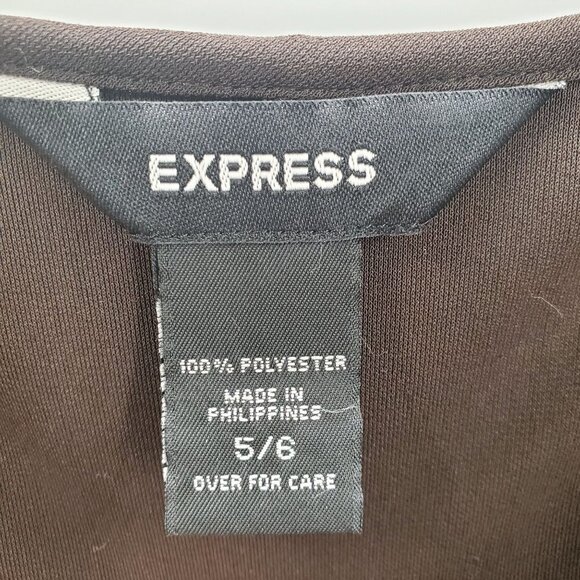 EXPRESS
100% POLYESTER
MADE IN
PHILIPPINES
5/6
OVER FOR CARE